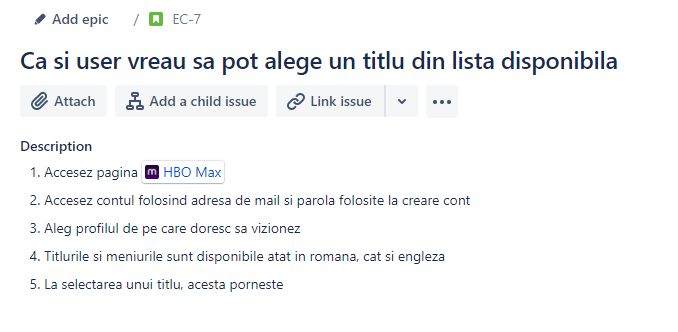 Add epic / EC-7
Ca si user vreau sa pot alege un titlu din lista disponibila
Attach Add a child issue Link issue
Description
1. Accesez pagina m HBO Max
2. Accesez contul folosind adresa de mail si parola folosite la creare cont
3. Aleg profilul de pe care doresc sa vizionez
4. Titlurile si meniurile sunt disponibile atat in romana, cat si engleza
5. La selectarea unui titlu, acesta porneste